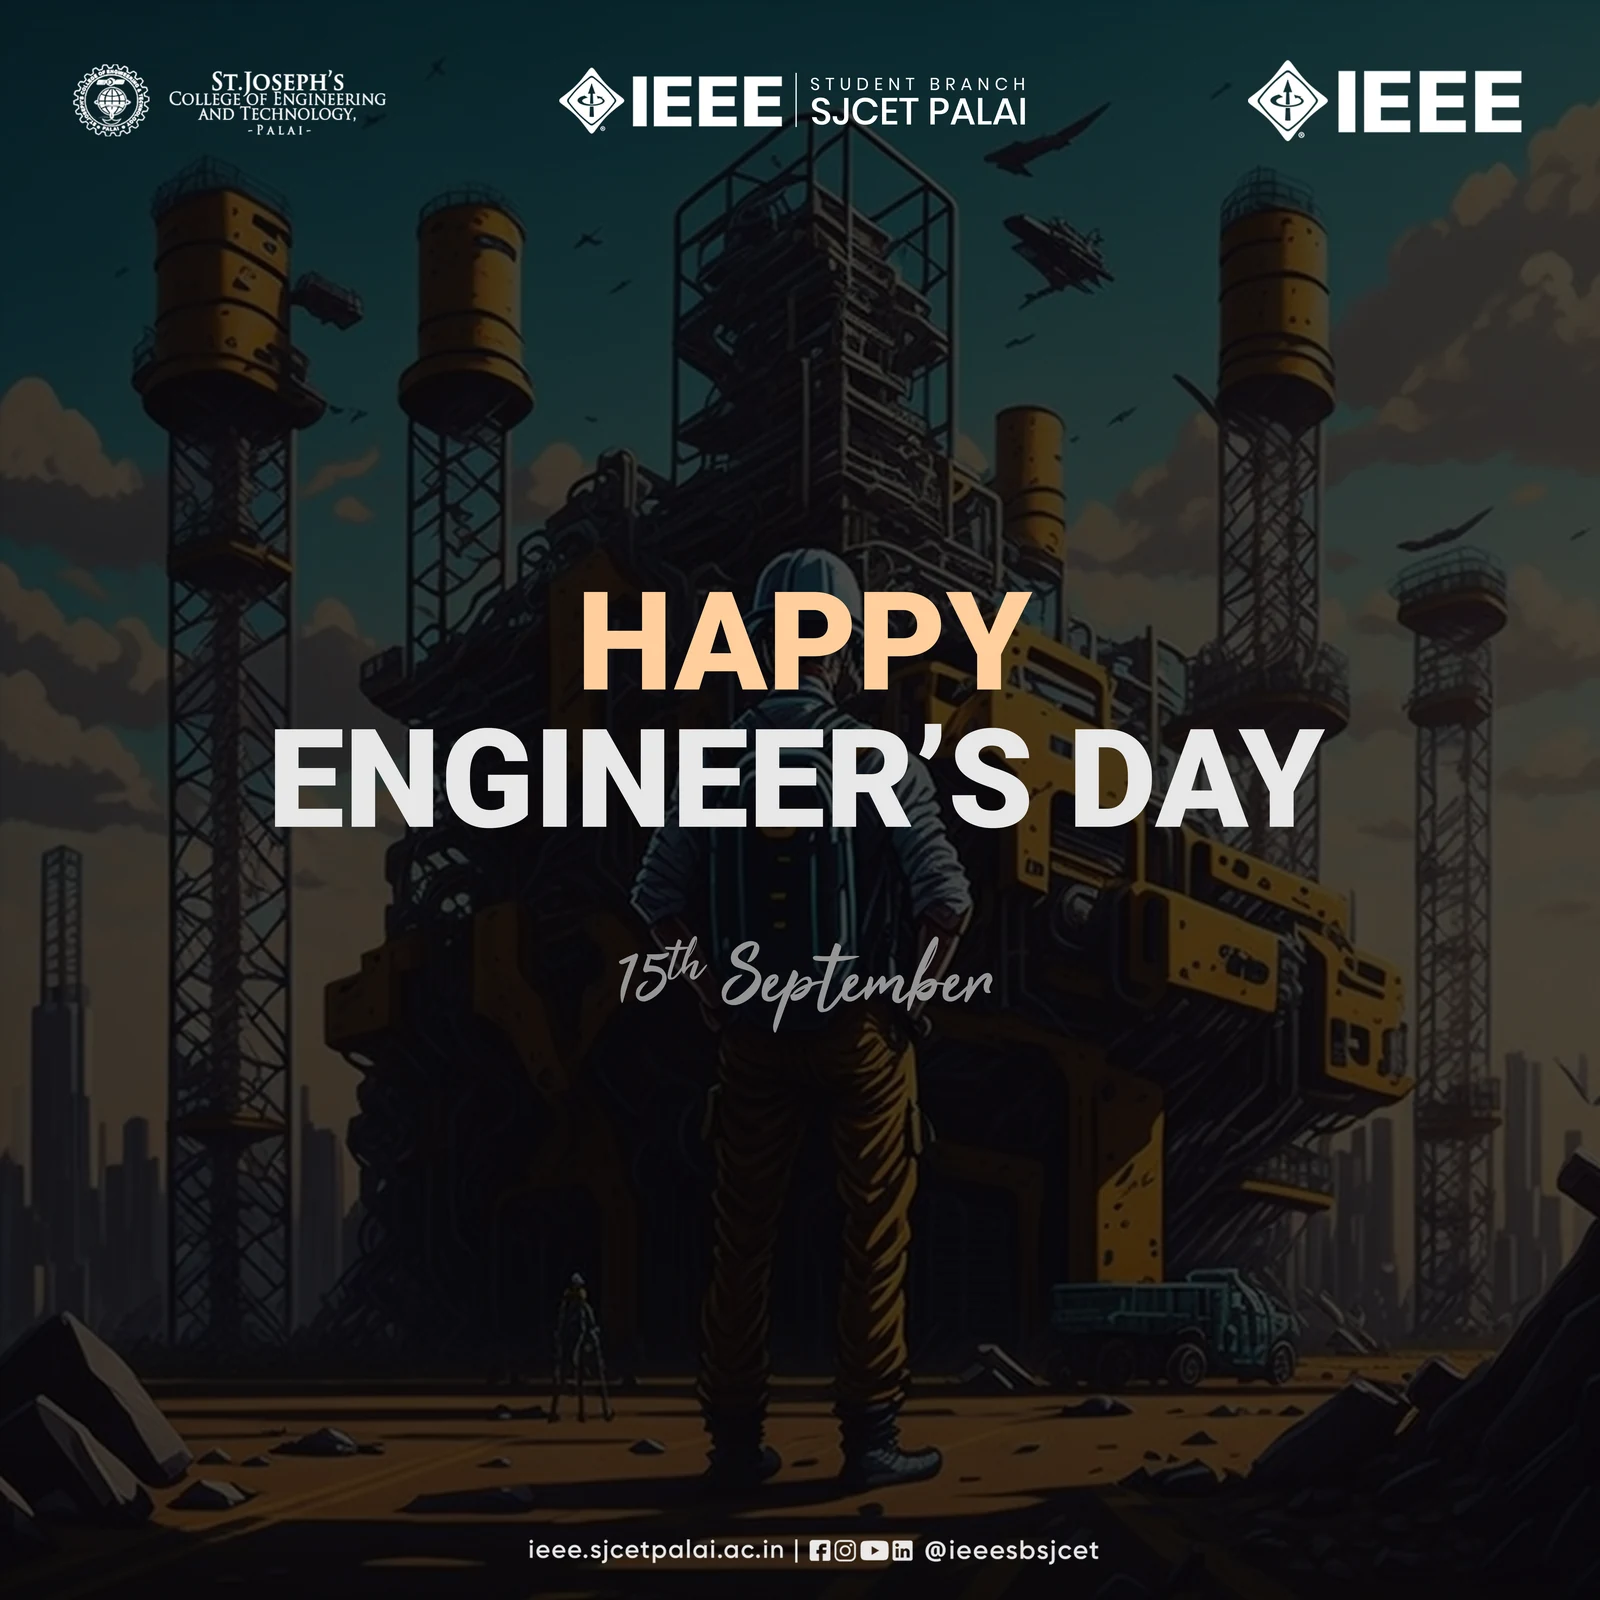 ST.JOSEPH'S
COLLEGE OF ENGINEERING
AND TECHNOLOGY,
-PALAI-
IEEE
STUDENT BRANCH
SJCET PALAI
IEEE
HAPPY
ENGINEER'S DAY
15th September
ieee.sjcetpalai.ac.in | @ieeesbsjcet